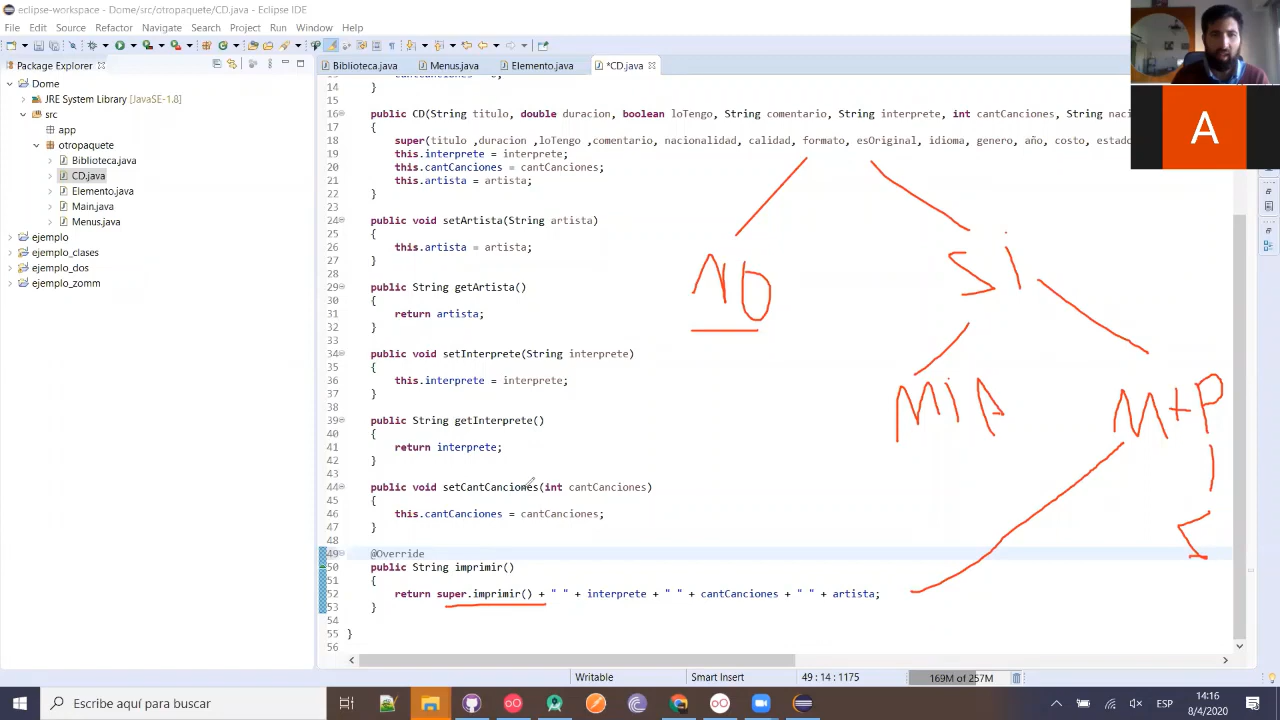 eclipse-workspace - Dome/src/otropaquete/CD.java - Eclipse IDE
File Edit Source Refactor Navigate Search Project Run Window Help
Package Explorer
Biblioteca.java
Menus.java
Elemento.java
*CD.java
Dome
JRE System Library [JavaSE-1.8]
src
app
otropaquete
Biblioteca.java
CD.java
Elemento.java
Main.java
Menus.java
ejemplo
ejemplo_clases
ejemplo_dos
ejemplo_zomm
14 }
15
16 public CD(String titulo, double duracion, boolean loTengo, String comentario, String interprete, int cantCanciones, String naci
17 {
18 super(titulo ,duracion ,loTengo ,comentario, nacionalidad, calidad, formato, esOriginal, idioma, genero, año, costo, estado
19 this.interprete = interprete;
20 this.cantCanciones = cantCanciones;
21 this.artista = artista;
22 }
23
24 public void setArtista(String artista)
25 {
26 this.artista = artista;
27 }
28
29 public String getArtista()
30 {
31 return artista;
32 }
33
34 public void setInterprete(String interprete)
35 {
36 this.interprete = interprete;
37 }
38
39 public String getInterprete()
40 {
41 return interprete;
42 }
43
44 public void setCantCanciones(int cantCanciones)
45 {
46 this.cantCanciones = cantCanciones;
47 }
48
49 @Override
50 public String imprimir()
51 {
52 return super.imprimir() + " " + interprete + " " + cantCanciones + " " + artista;
53 }
54
55 }
56
A
NO
Si
MiA
M+P
Writable
Smart Insert
49 : 14 : 1175
169M of 257M
Escribe aquí para buscar
ESP
14:16
8/4/2020